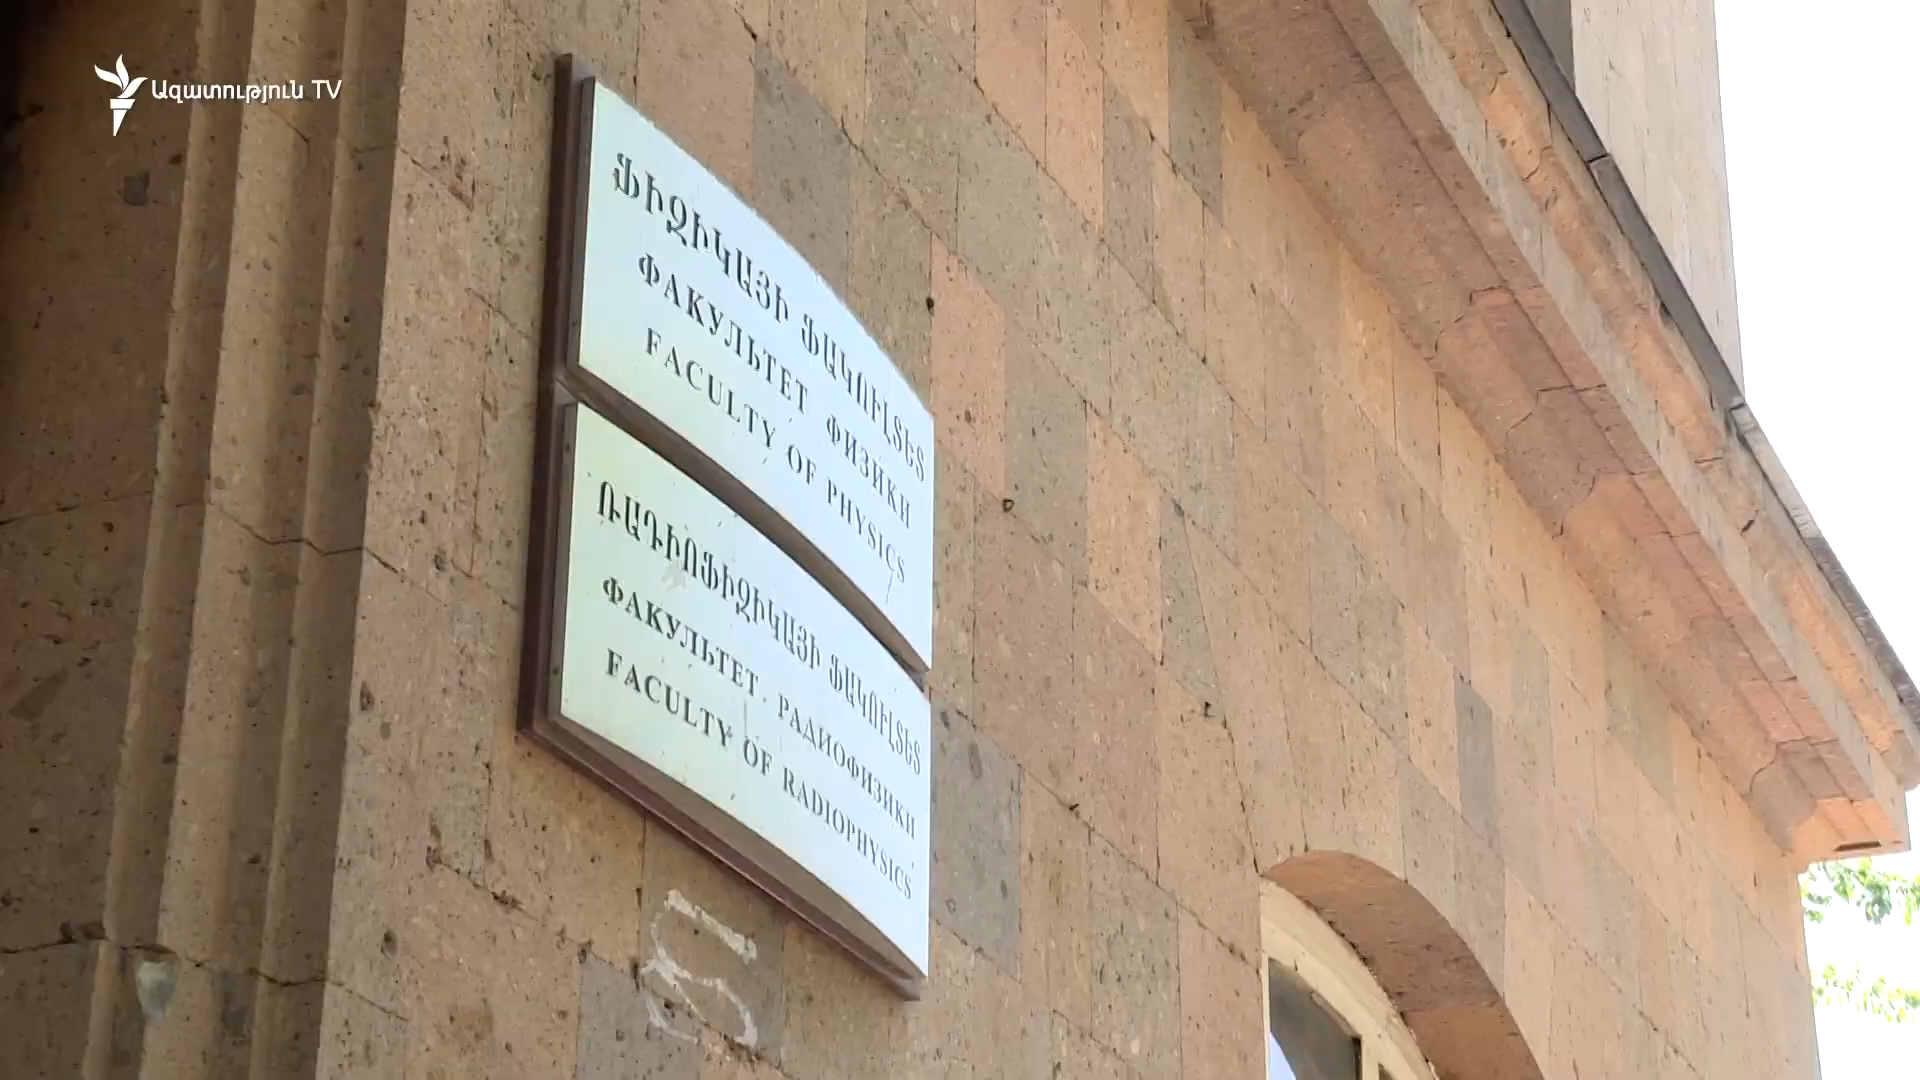 Ազատություն TV
ՖԻԶԻԿԱՅԻ ՖԱԿՈՒԼՏԵՏ
ФАКУЛЬТЕТ ФИЗИКИ
FACULTY OF PHYSICS
ՌԱԴԻՈՖԻԶԻԿԱՅԻ ՖԱԿՈՒԼՏԵՏ
ФАКУЛЬТЕТ РАДИОФИЗИКИ
FACULTY OF RADIOPHYSICS